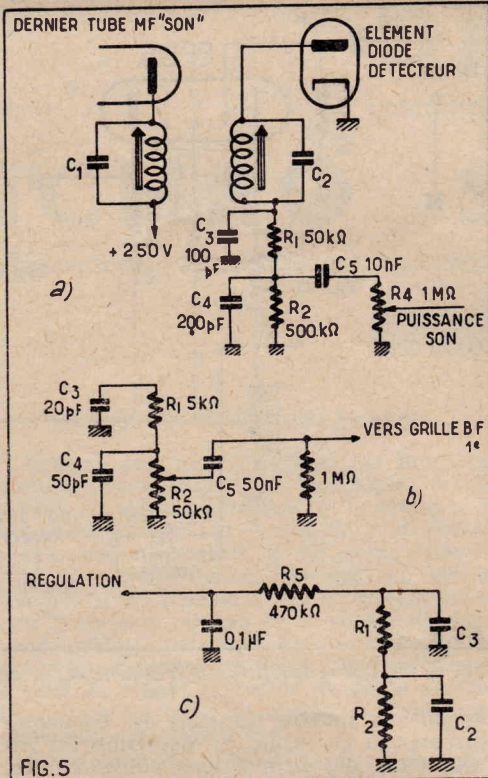 DERNIER TUBE MF "SON"
ELEMENT
DIODE
DETECTEUR
C1
C2
+250V
C3
100
pF
R1 50kΩ
C5 10nF
a)
C4
200pF
R2
500kΩ
R4 1MΩ
PUISSANCE
SON
C3
20pF
R1 5kΩ
C4
50pF
R2
50kΩ
C5 50nF
1MΩ
VERS GRILLE BF
1e
b)
REGULATION
R5
470kΩ
0,1µF
R1
C3
R2
C2
c)
FIG.5